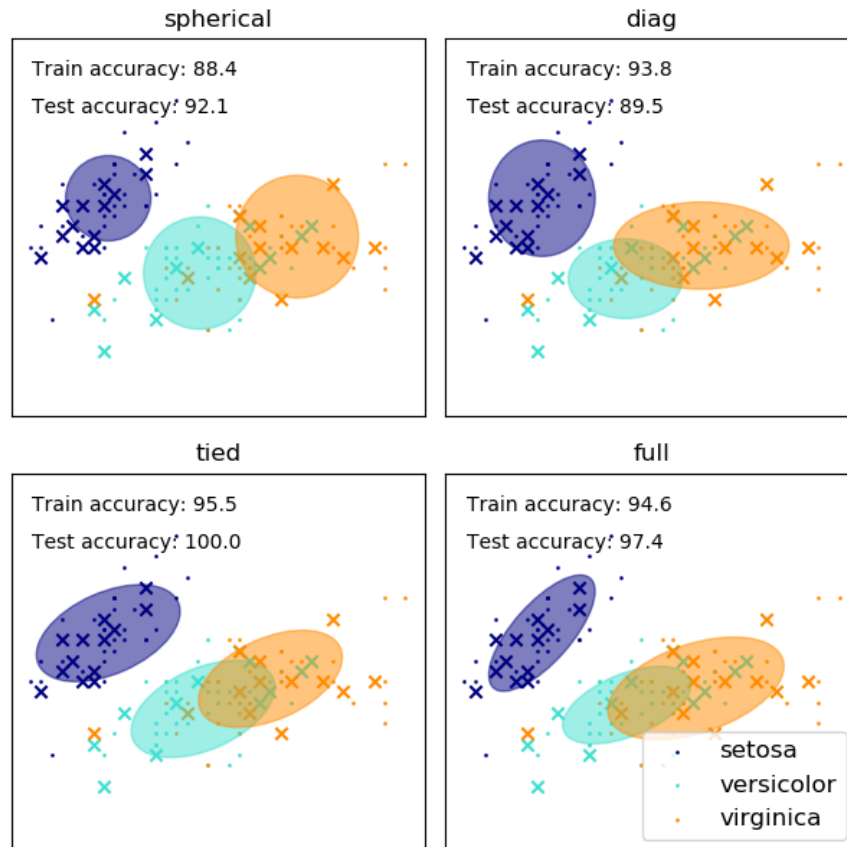 spherical
Train accuracy: 88.4
Test accuracy: 92.1
diag
Train accuracy: 93.8
Test accuracy: 89.5
tied
Train accuracy: 95.5
Test accuracy: 100.0
full
Train accuracy: 94.6
Test accuracy: 97.4
setosa
versicolor
virginica